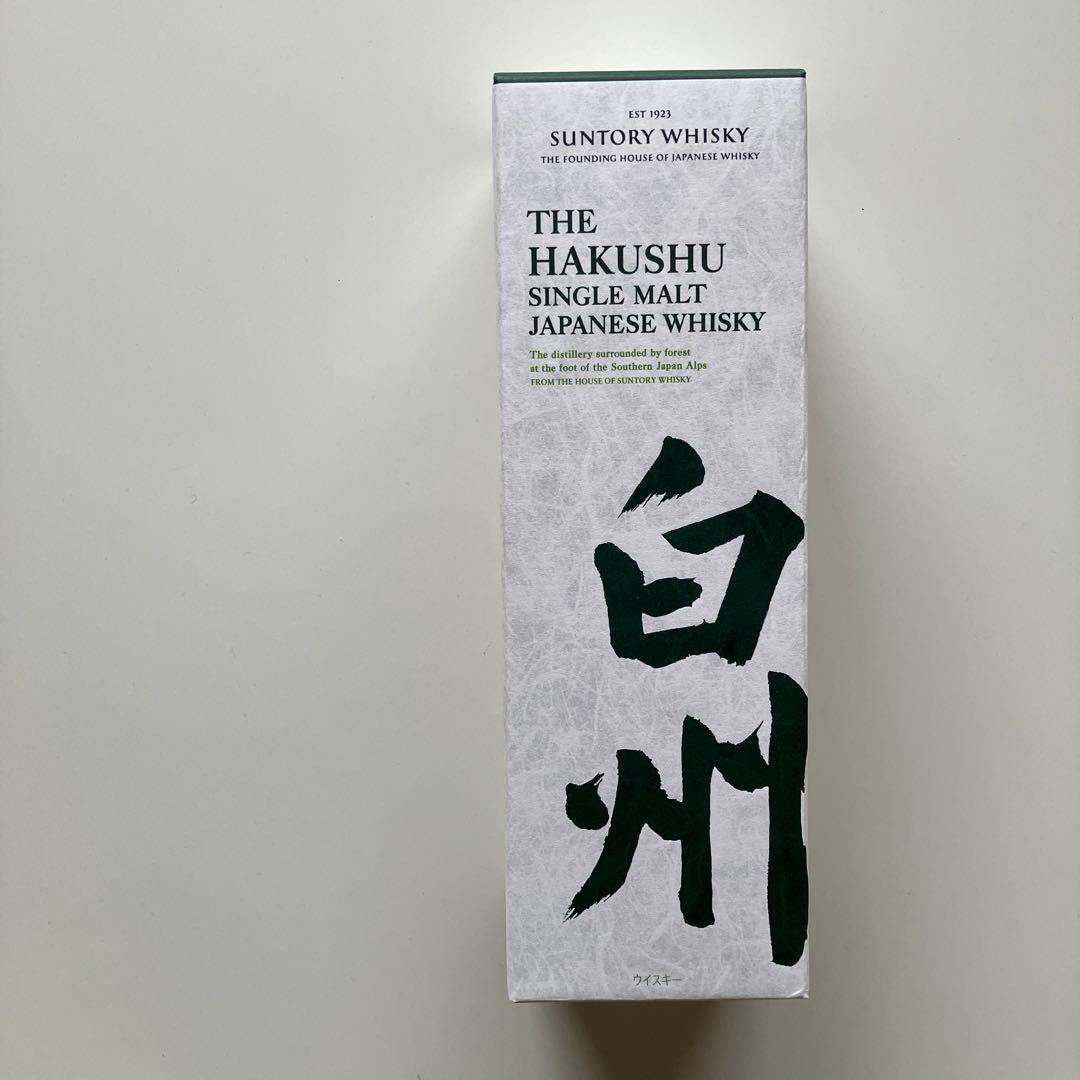 EST 1923
SUNTORY WHISKY
THE FOUNDING HOUSE OF JAPANESE WHISKY
THE
HAKUSHU
SINGLE MALT
JAPANESE WHISKY
The distillery surrounded by forest
at the foot of the Southern Japan Alps
FROM THE HOUSE OF SUNTORY WHISKY
白州
ウイスキー